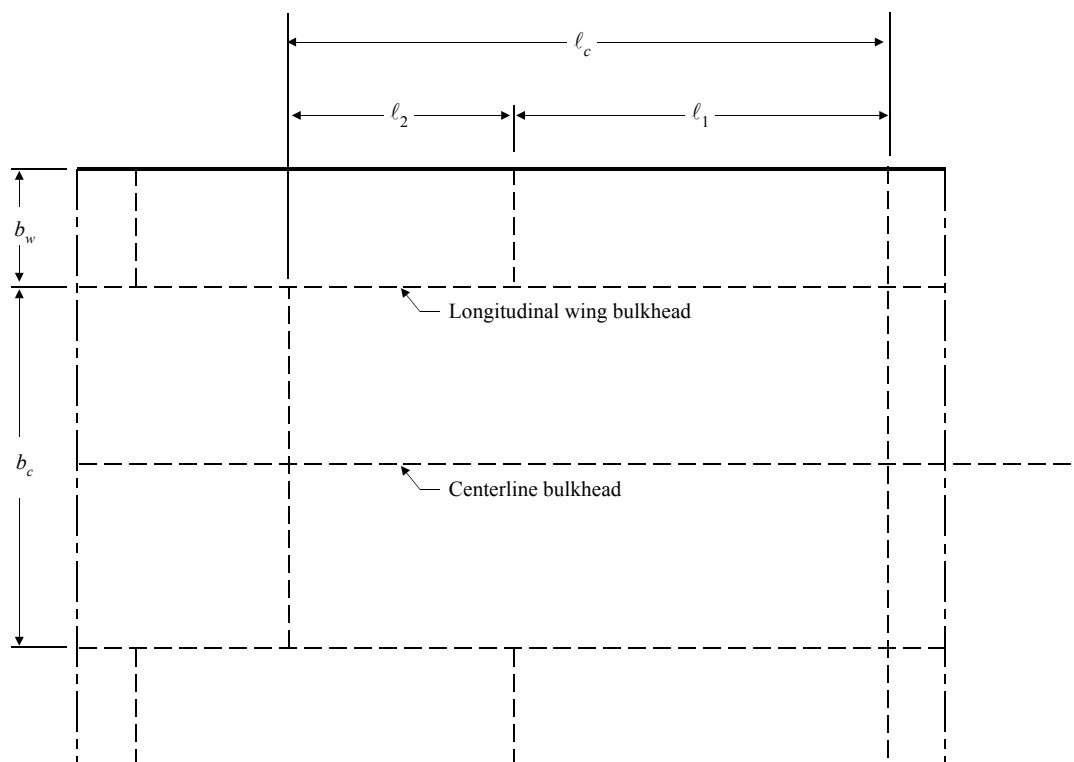 ℓc
ℓ2
ℓ1
bw
Longitudinal wing bulkhead
bc
Centerline bulkhead